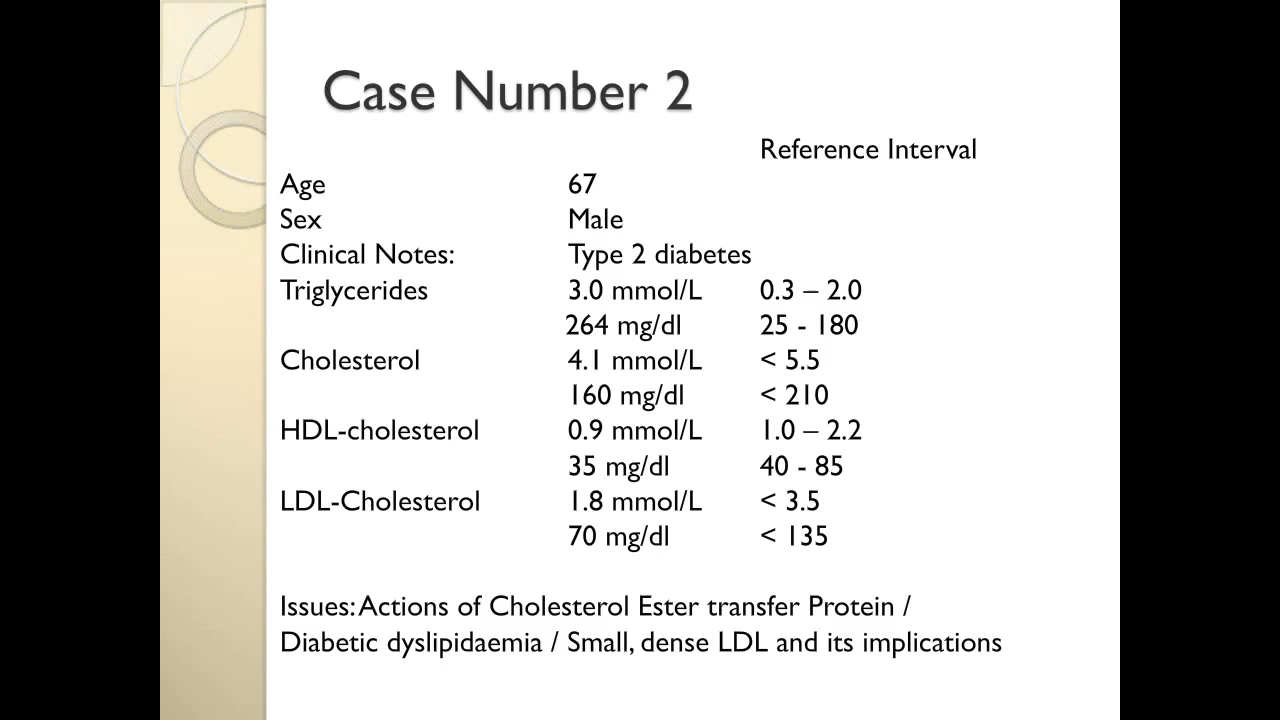 Case Number 2
Reference Interval
Age 67
Sex Male
Clinical Notes: Type 2 diabetes
Triglycerides 3.0 mmol/L 0.3 – 2.0
264 mg/dl 25 - 180
Cholesterol 4.1 mmol/L < 5.5
160 mg/dl < 210
HDL-cholesterol 0.9 mmol/L 1.0 – 2.2
35 mg/dl 40 - 85
LDL-Cholesterol 1.8 mmol/L < 3.5
70 mg/dl < 135
Issues: Actions of Cholesterol Ester transfer Protein /
Diabetic dyslipidaemia / Small, dense LDL and its implications